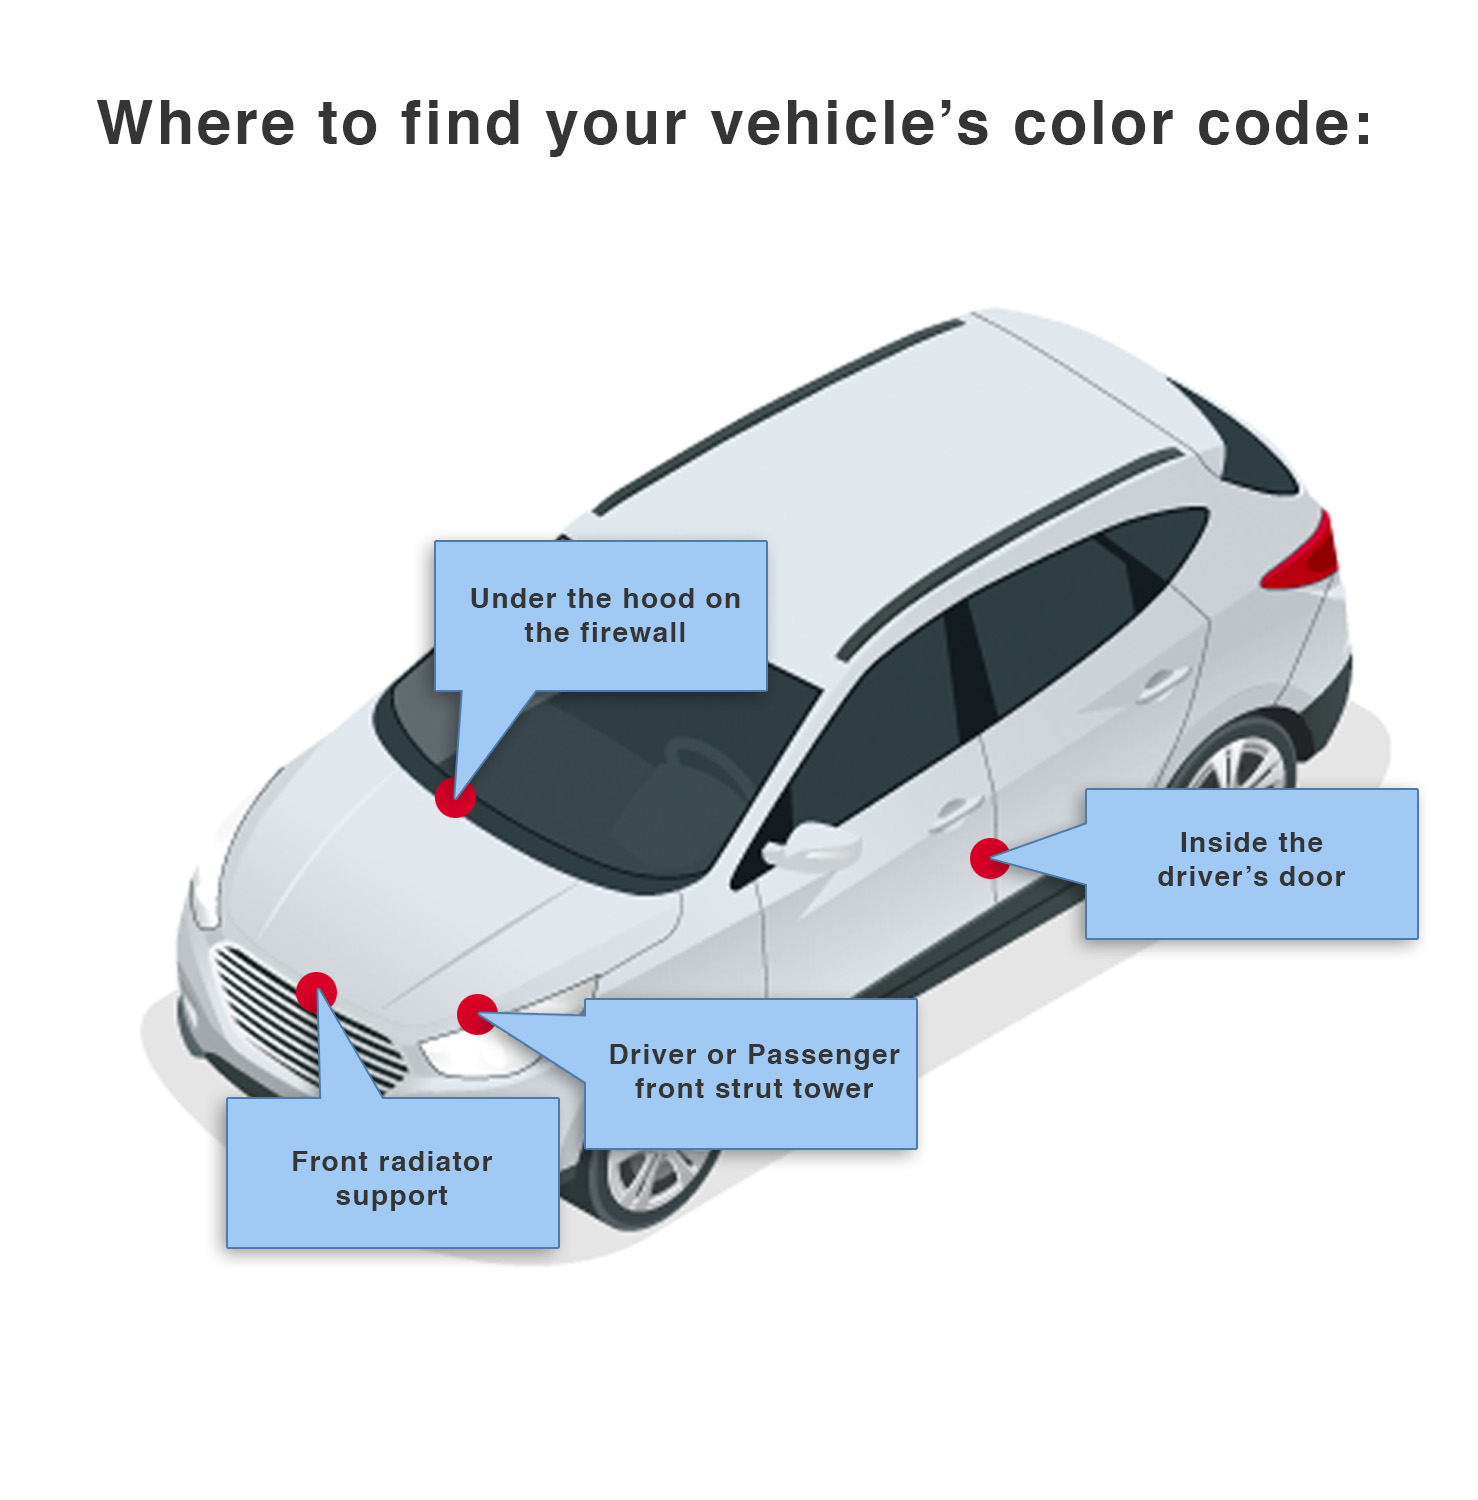 Where to find your vehicle’s color code:
Under the hood on
the firewall
Inside the
driver’s door
Driver or Passenger
front strut tower
Front radiator
support